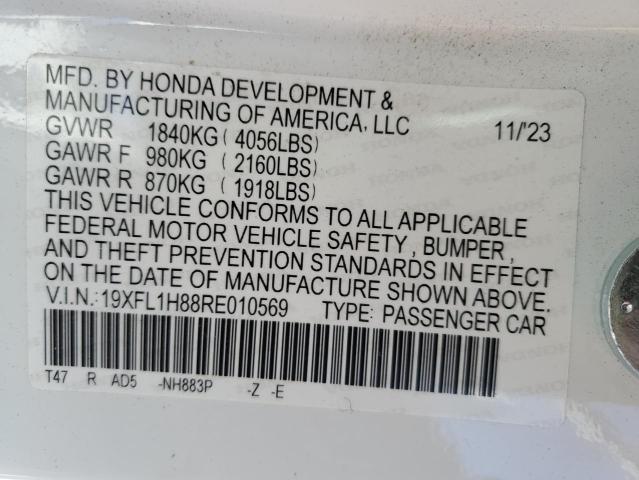 MFD. BY HONDA DEVELOPMENT &
MANUFACTURING OF AMERICA, LLC 11/'23
GVWR 1840KG ( 4056LBS)
GAWR F 980KG ( 2160LBS)
GAWR R 870KG ( 1918LBS)
THIS VEHICLE CONFORMS TO ALL APPLICABLE
FEDERAL MOTOR VEHICLE SAFETY , BUMPER ,
AND THEFT PREVENTION STANDARDS IN EFFECT
ON THE DATE OF MANUFACTURE SHOWN ABOVE.
V.I.N.:19XFL1H88RE010569 TYPE: PASSENGER CAR
T47 R AD5 -NH883P -Z -E